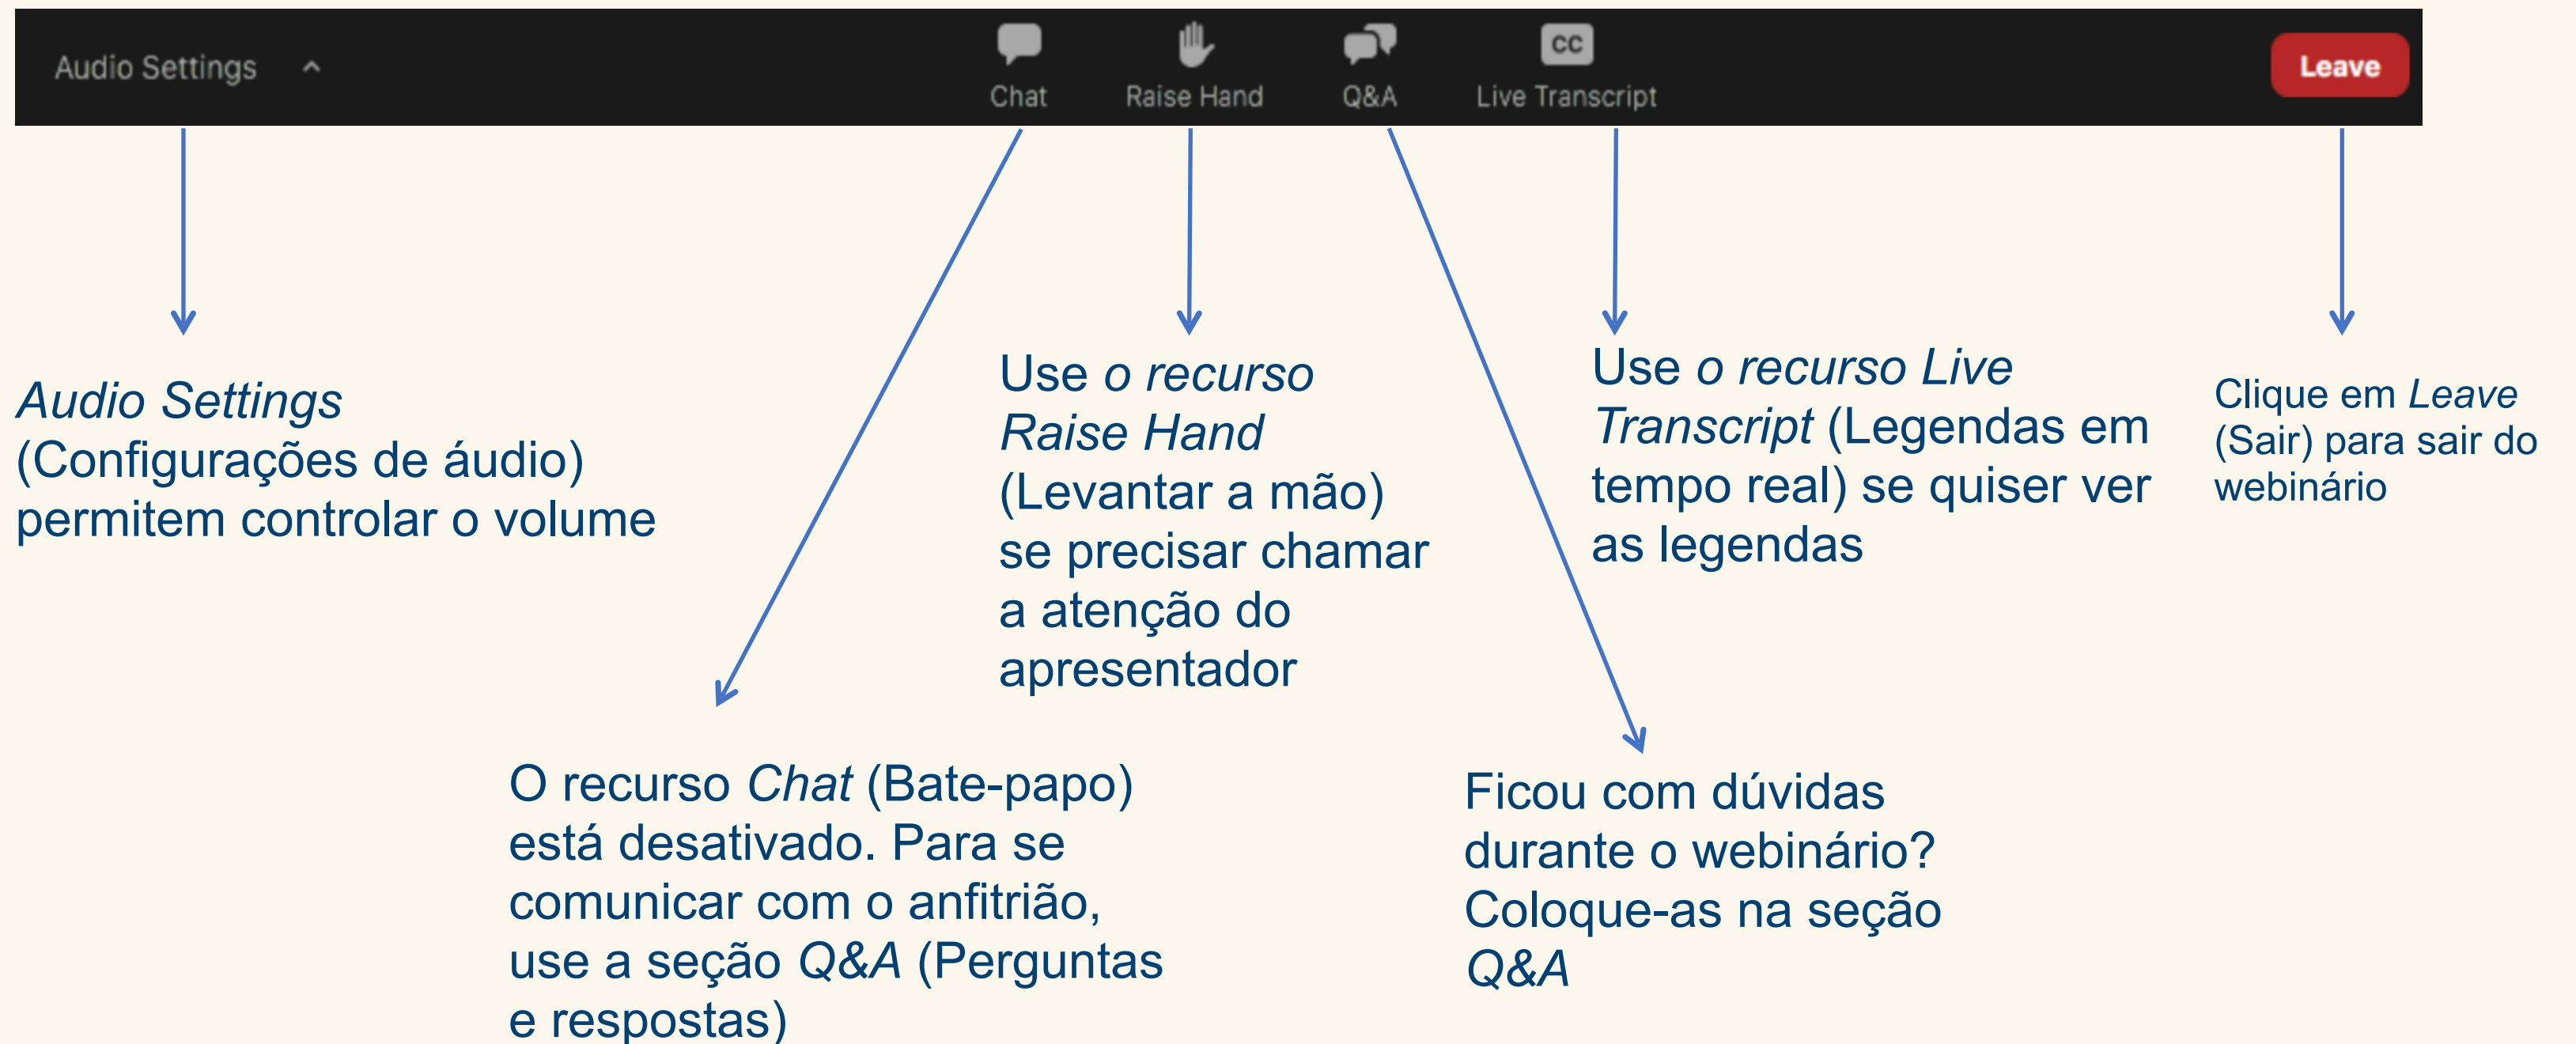 Audio Settings
Chat
Raise Hand
Q&A
CC
Live Transcript
Leave
Audio Settings
(Configurações de áudio)
permitem controlar o volume
O recurso Chat (Bate-papo)
está desativado. Para se
comunicar com o anfitrião,
use a seção Q&A (Perguntas
e respostas)
Use o recurso
Raise Hand
(Levantar a mão)
se precisar chamar
a atenção do
apresentador
Ficou com dúvidas
durante o webinário?
Coloque-as na seção
Q&A
Use o recurso Live
Transcript (Legendas em
tempo real) se quiser ver
as legendas
Clique em Leave
(Sair) para sair do
webinário